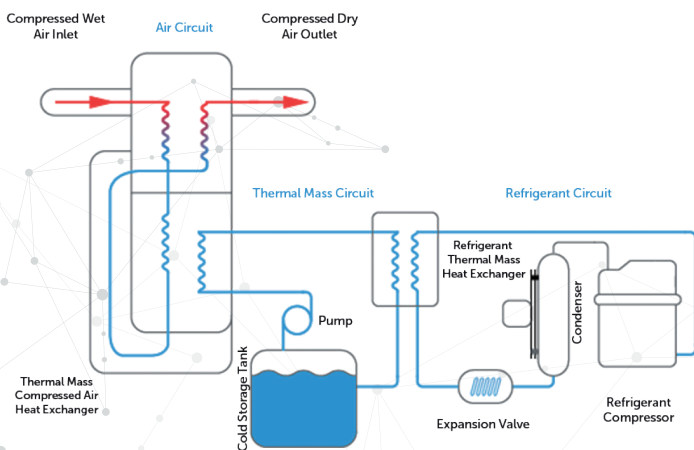 Compressed Wet
Air Inlet
Air Circuit
Compressed Dry
Air Outlet
Thermal Mass Circuit
Refrigerant Circuit
Refrigerant
Thermal Mass
Heat Exchanger
Condenser
Pump
Cold Storage Tank
Thermal Mass
Compressed Air
Heat Exchanger
Expansion Valve
Refrigerant
Compressor